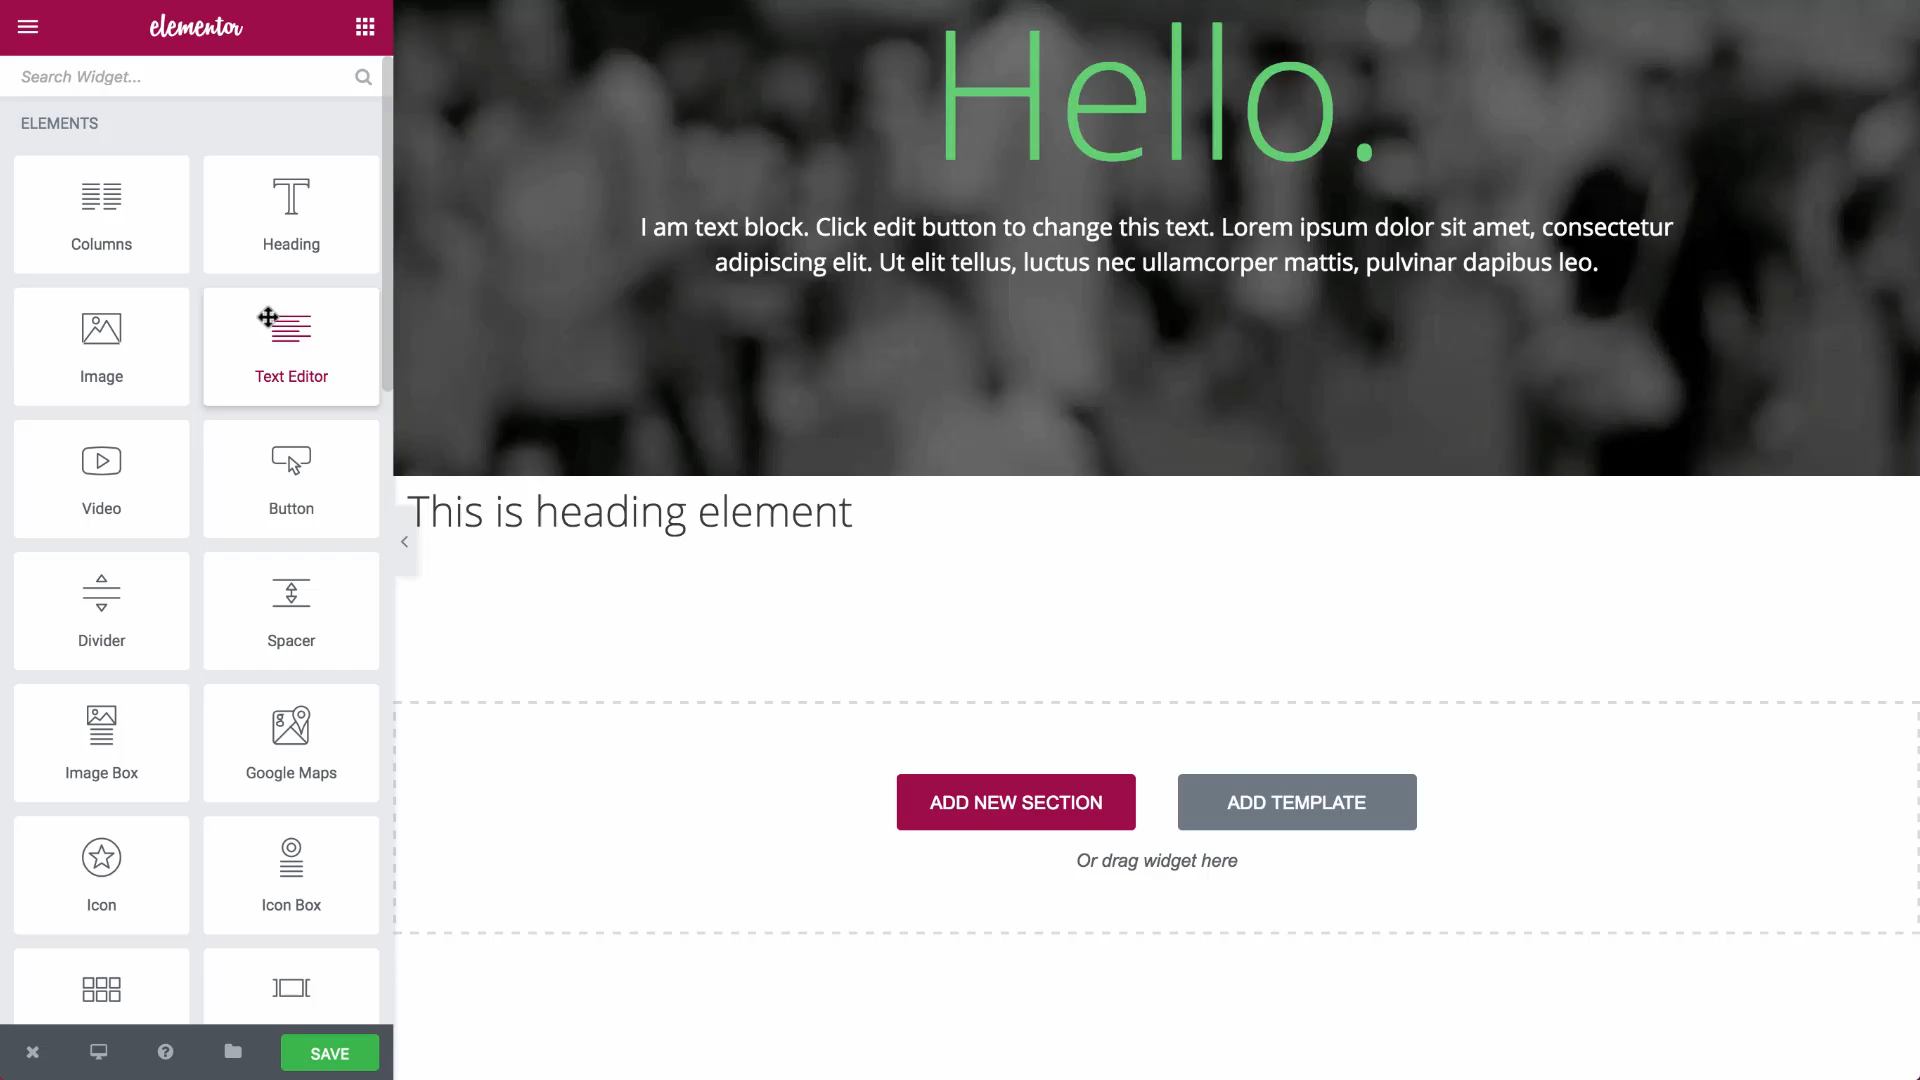 elementor
Search Widget...
ELEMENTS
Columns
Heading
Image
Text Editor
Video
Button
Divider
Spacer
Image Box
Google Maps
Icon
Icon Box
SAVE
Hello.
I am text block. Click edit button to change this text. Lorem ipsum dolor sit amet, consectetur
adipiscing elit. Ut elit tellus, luctus nec ullamcorper mattis, pulvinar dapibus leo.
This is heading element
ADD NEW SECTION
ADD TEMPLATE
Or drag widget here